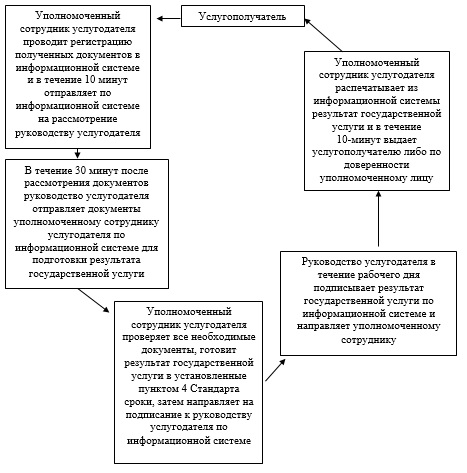 Услугополучатель
Уполномоченный
сотрудник услугодателя
проводит регистрацию
полученных документов в
информационной системе
и в течение 10 минут
отправляет по
информационной системе
на рассмотрение
руководству услугодателя
В течение 30 минут после
рассмотрения документов
руководство услугодателя
отправляет документы
уполномоченному сотруднику
услугодателя по
информационной системе для
подготовки результата
государственной услуги
Уполномоченный
сотрудник услугодателя
проверяет все необходимые
документы, готовит
результат государственной
услуги в установленные
пунктом 4 Стандарта
сроки, затем направляет на
подписание к руководству
услугодателя по
информационной системе
Руководство услугодателя в
течение рабочего дня
подписывает результат
государственной услуги по
информационной системе и
направляет уполномоченному
сотруднику
Уполномоченный
сотрудник услугодателя
распечатывает из
информационной системы
результат государственной
услуги и в течение
10-минут выдает
услугополучателю либо по
доверенности
уполномоченному лицу